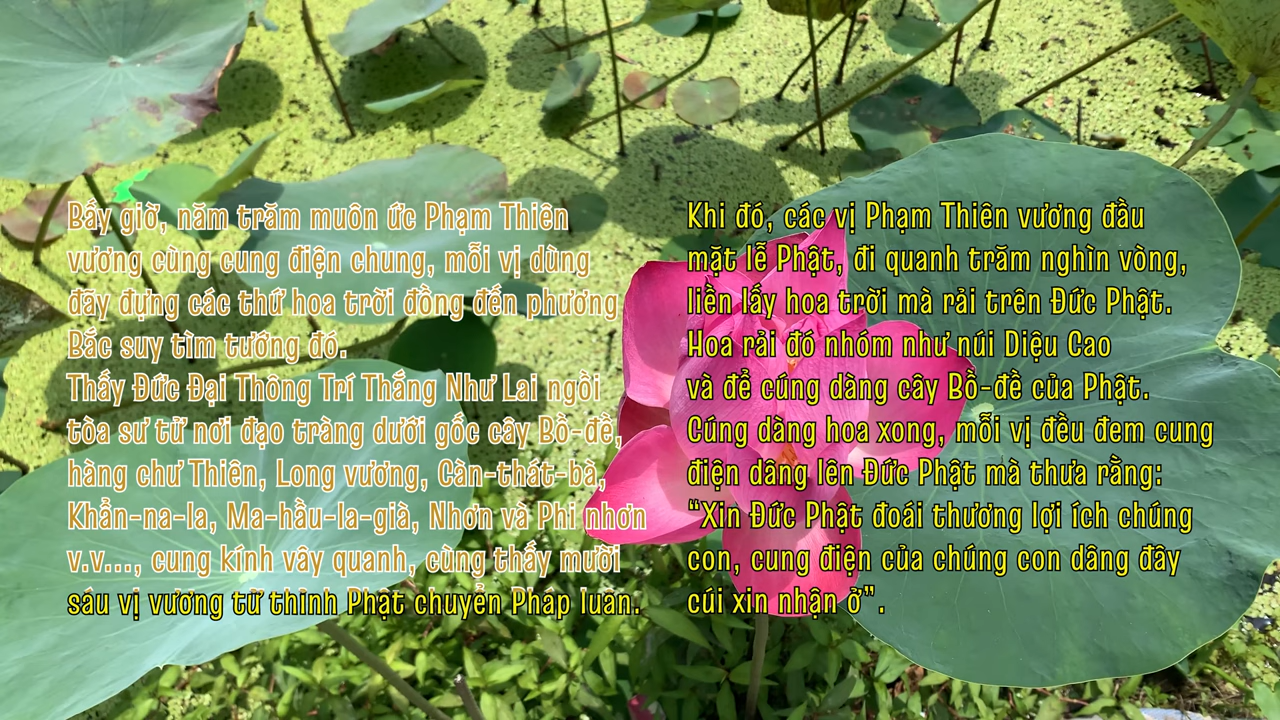 Bấy giờ, năm trăm muôn ức Phạm Thiên
vương cùng cung điện chung, mỗi vị dùng
đãy đựng các thứ hoa trời đồng đến phương
Bắc suy tìm tướng đó.
Thấy Đức Đại Thông Trí Thắng Như Lai ngồi
tòa sư tử nơi đạo tràng dưới gốc cây Bồ-đề,
hàng chư Thiên, Long vương, Càn-thát-bà,
Khẩn-na-la, Ma-hầu-la-già, Nhơn và Phi nhơn
v.v..., cung kính vây quanh, cùng thấy mười
sáu vị vương tử thỉnh Phật chuyển Pháp luân.
Khi đó, các vị Phạm Thiên vương đầu
mặt lễ Phật, đi quanh trăm nghìn vòng,
liền lấy hoa trời mà rải trên Đức Phật.
Hoa rải đó nhóm như núi Diệu Cao
và để cúng dàng cây Bồ-đề của Phật.
Cúng dàng hoa xong, mỗi vị đều đem cung
điện dâng lên Đức Phật mà thưa rằng:
“Xin Đức Phật đoái thương lợi ích chúng
con, cung điện của chúng con dâng đây
cúi xin nhận ở”.